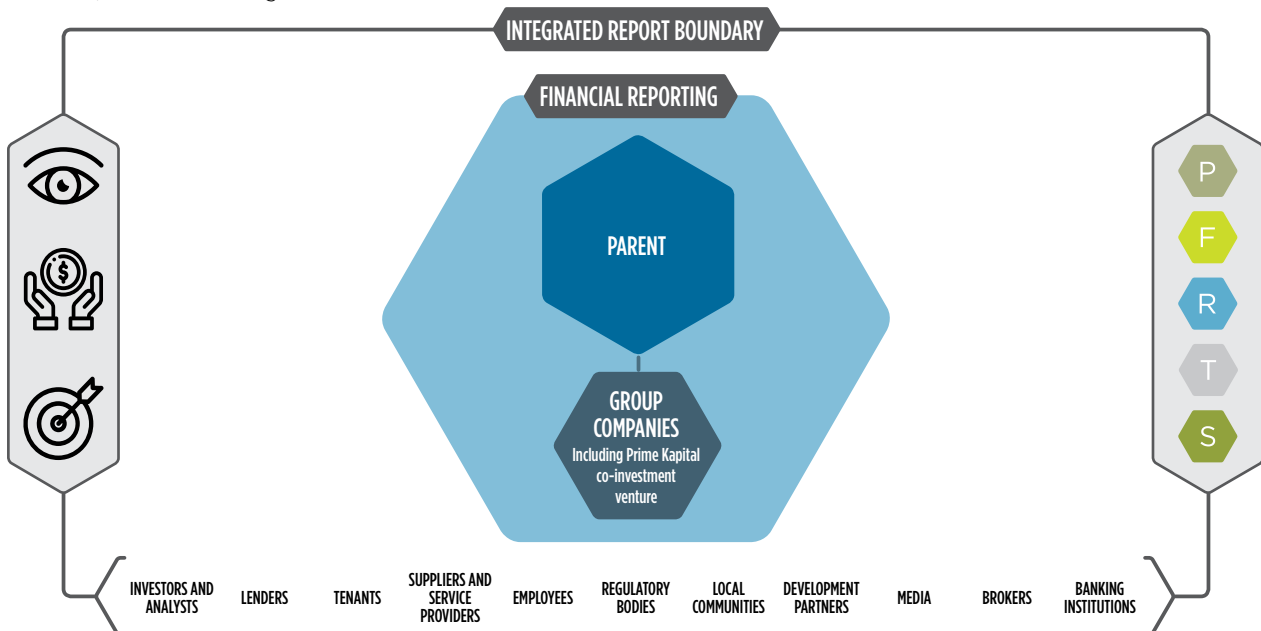 INTEGRATED REPORT BOUNDARY
FINANCIAL REPORTING
PARENT
GROUP
COMPANIES
Including Prime Kapital
co-investment
venture
$
P
F
R
T
S
INVESTORS AND
ANALYSTS
LENDERS
TENANTS
SUPPLIERS AND
SERVICE
PROVIDERS
EMPLOYEES
REGULATORY
BODIES
LOCAL
COMMUNITIES
DEVELOPMENT
PARTNERS
MEDIA
BROKERS
BANKING
INSTITUTIONS